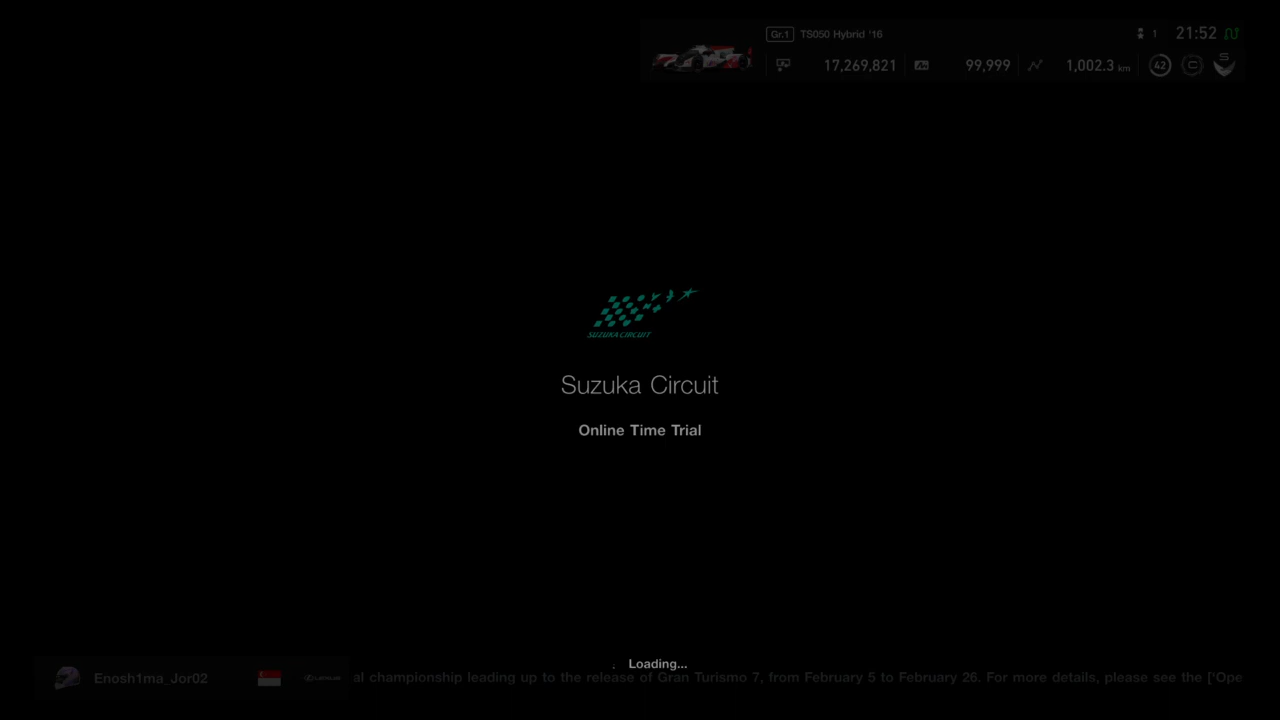 Gr.1 TS050 Hybrid '16 1 21:52
17,269,821 99,999 1,002.3 km 42 C S
SUZUKA CIRCUIT
Suzuka Circuit
Online Time Trial
Loading...
Enosh1ma_Jor02 LEXUS al championship leading up to the release of Gran Turismo 7, from February 5 to February 26. For more details, please see the ['Ope